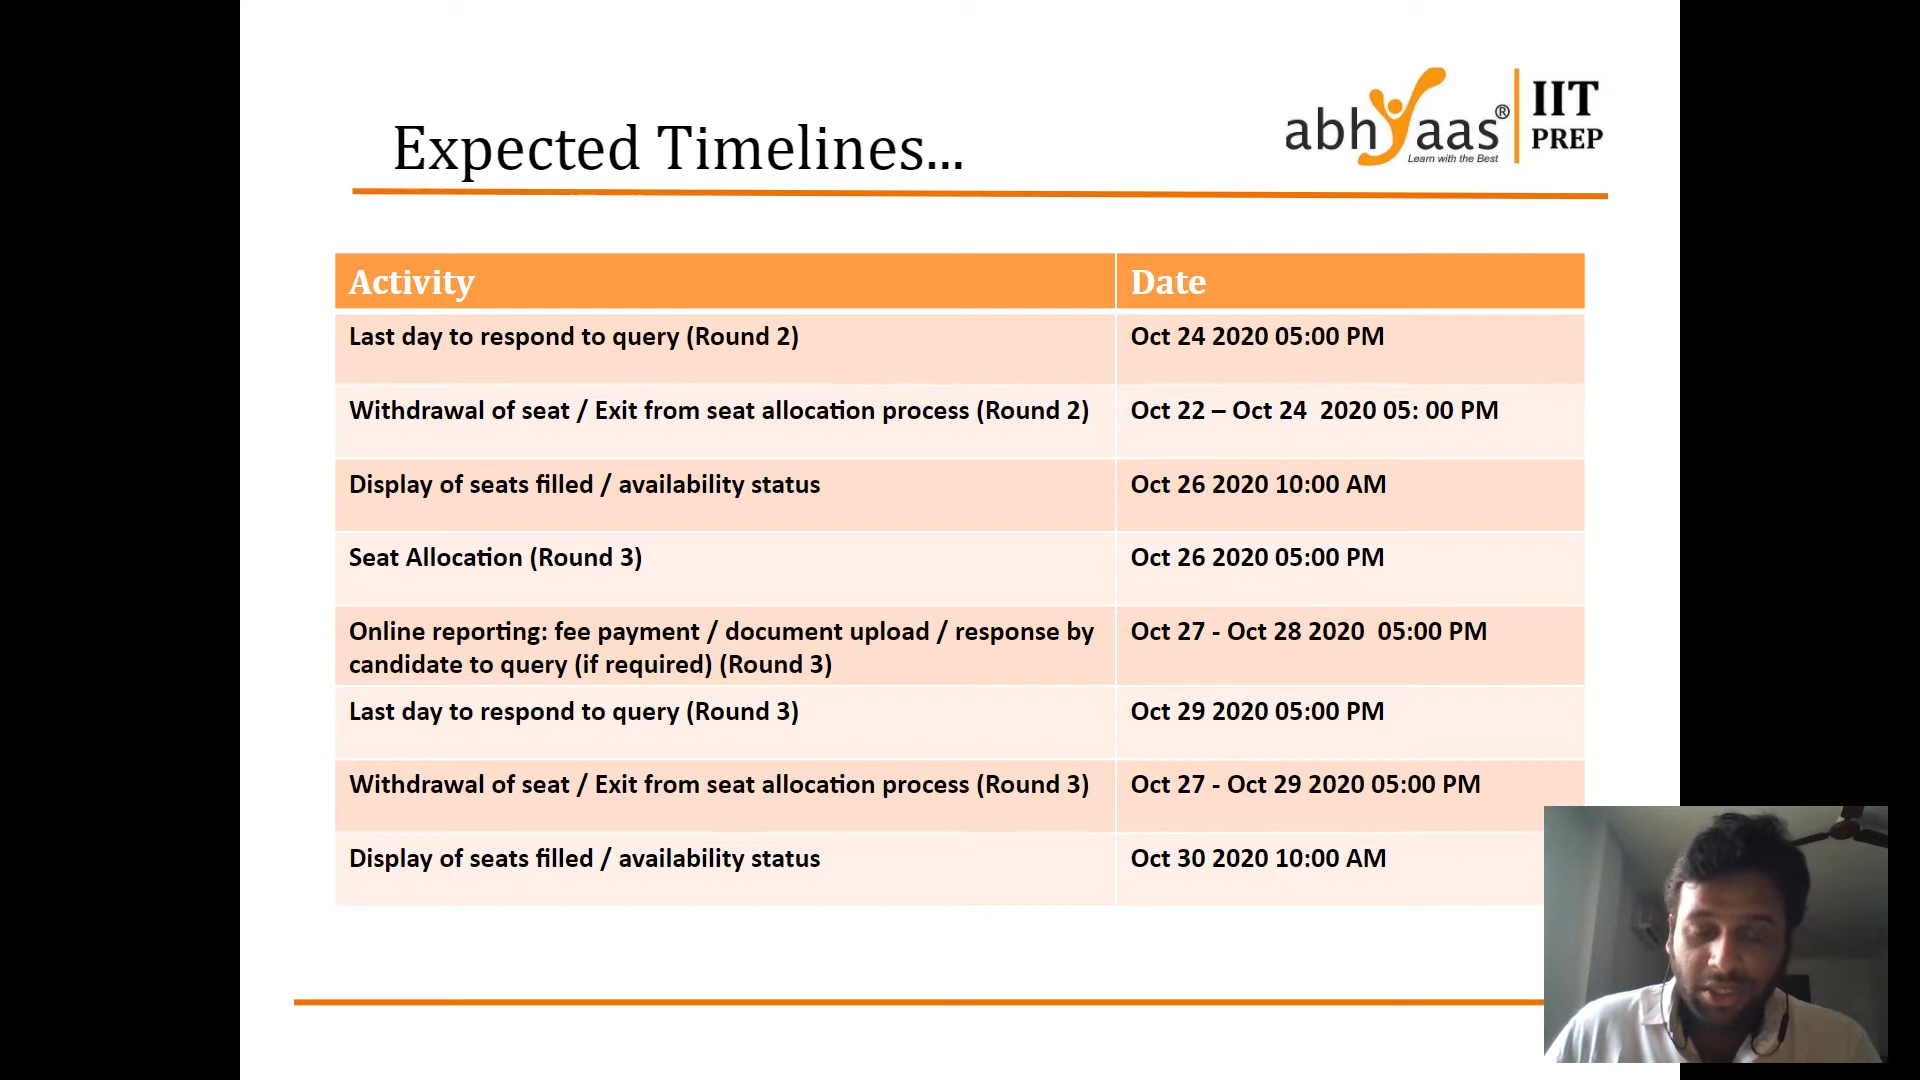 abhyaas®
Learn with the Best
IIT
PREP
Expected Timelines...
Activity
Date
Last day to respond to query (Round 2)
Oct 24 2020 05:00 PM
Withdrawal of seat / Exit from seat allocation process (Round 2)
Oct 22 – Oct 24  2020 05: 00 PM
Display of seats filled / availability status
Oct 26 2020 10:00 AM
Seat Allocation (Round 3)
Oct 26 2020 05:00 PM
Online reporting: fee payment / document upload / response by
candidate to query (if required) (Round 3)
Oct 27 - Oct 28 2020  05:00 PM
Last day to respond to query (Round 3)
Oct 29 2020 05:00 PM
Withdrawal of seat / Exit from seat allocation process (Round 3)
Oct 27 - Oct 29 2020 05:00 PM
Display of seats filled / availability status
Oct 30 2020 10:00 AM